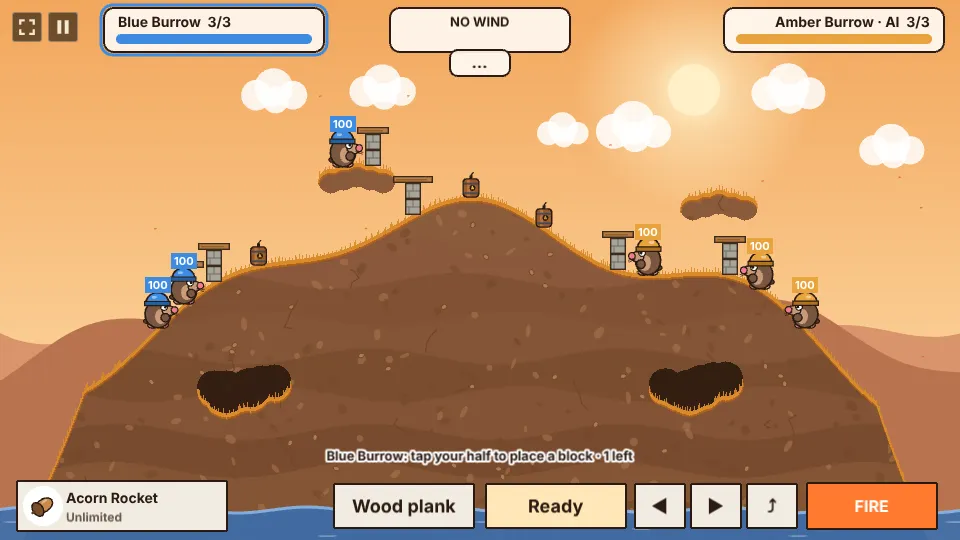 Blue Burrow 3/3
NO WIND
...
Amber Burrow · AI 3/3
100
100
100
100
100
100
Blue Burrow: tap your half to place a block · 1 left
Acorn Rocket
Unlimited
Wood plank
Ready
FIRE